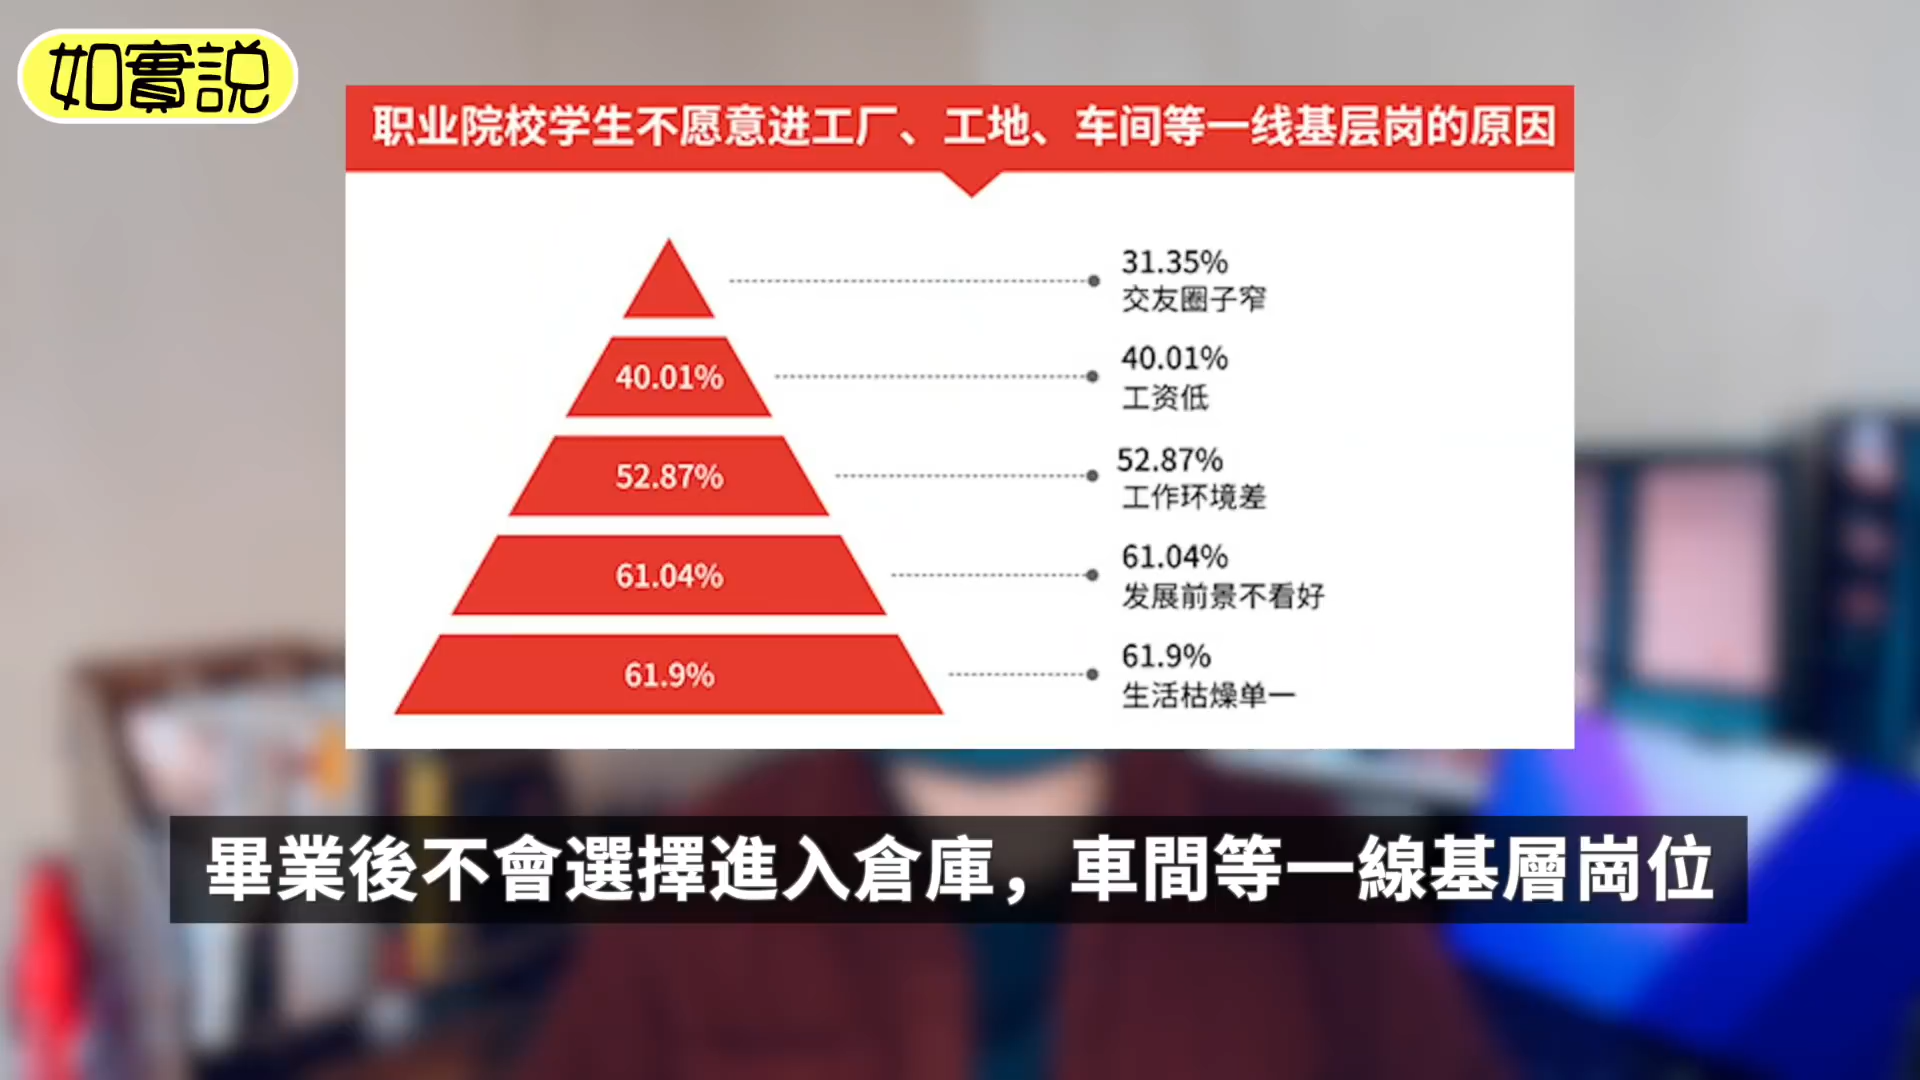 如實説
职业院校学生不愿意进工厂、工地、车间等一线基层岗的原因
31.35%
交友圈子窄
40.01%
40.01%
工资低
52.87%
52.87%
工作环境差
61.04%
61.04%
发展前景不看好
61.9%
61.9%
生活枯燥单一
畢業後不會選擇進入倉庫，車間等一線基層崗位